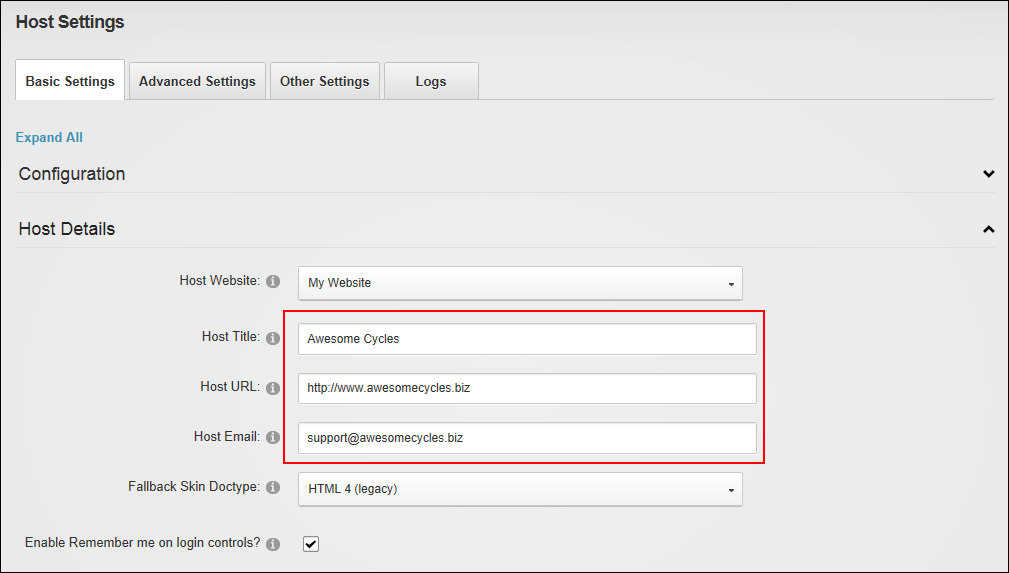 Host Settings
Basic Settings Advanced Settings Other Settings Logs
Expand All
Configuration
Host Details
Host Website: My Website
Host Title: Awesome Cycles
Host URL: http://www.awesomecycles.biz
Host Email: support@awesomecycles.biz
Fallback Skin Doctype: HTML 4 (legacy)
Enable Remember me on login controls?